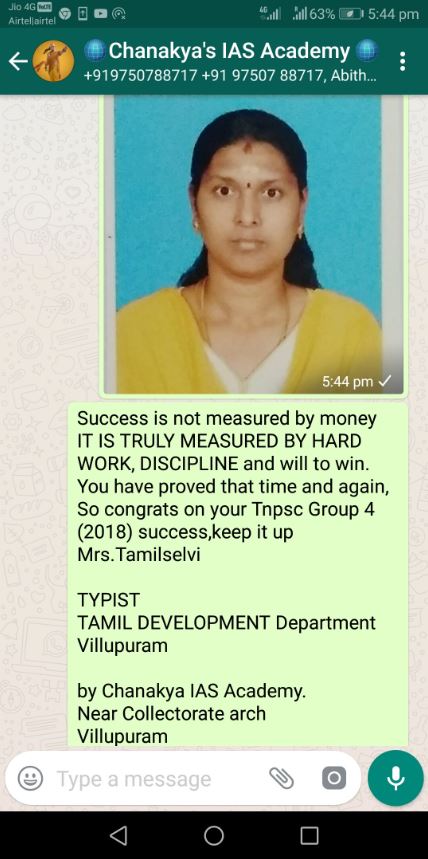 Jio 4G VoLTE
Airtel|airtel
4G
63%
5:44 pm
Chanakya's IAS Academy
+919750788717 +91 97507 88717, Abith...
5:44 pm
Success is not measured by money
IT IS TRULY MEASURED BY HARD
WORK, DISCIPLINE and will to win.
You have proved that time and again,
So congrats on your Tnpsc Group 4
(2018) success,keep it up
Mrs.Tamilselvi
TYPIST
TAMIL DEVELOPMENT Department
Villupuram
by Chanakya IAS Academy.
Near Collectorate arch
Villupuram
Type a message